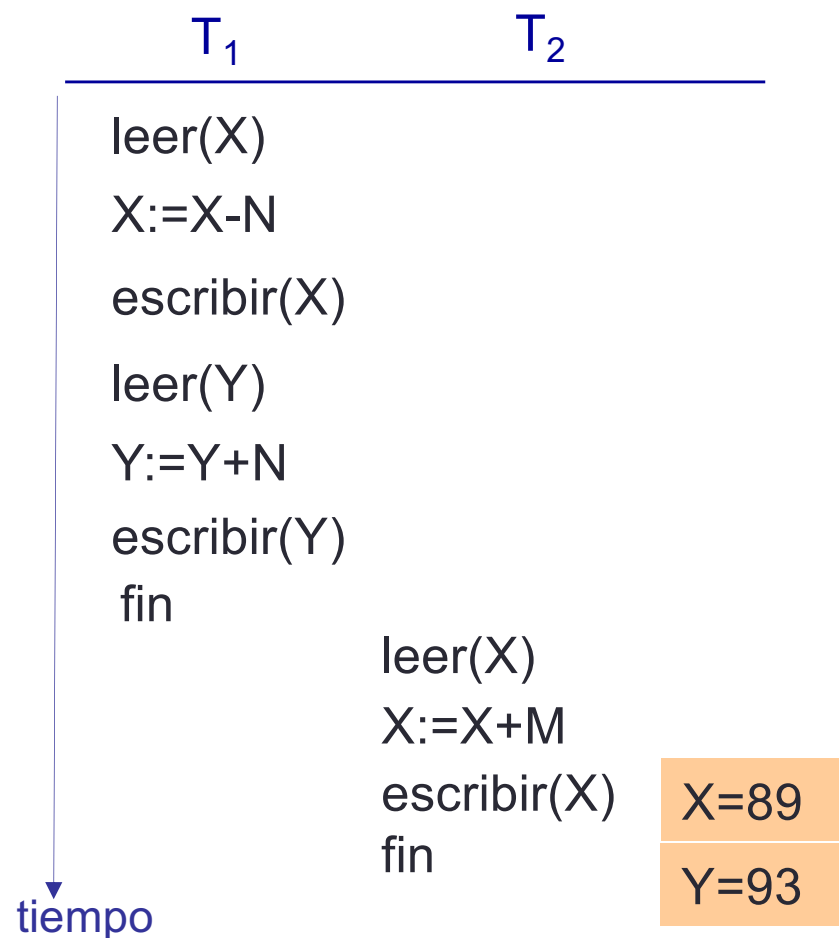 T₁ T₂
leer(X)
X:=X-N
escribir(X)
leer(Y)
Y:=Y+N
escribir(Y)
fin
leer(X)
X:=X+M
escribir(X) X=89
fin
Y=93
tiempo